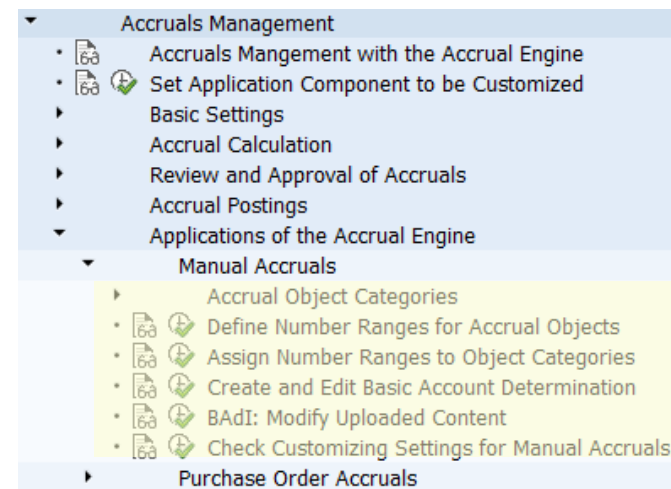 Accruals Management
Accruals Mangement with the Accrual Engine
Set Application Component to be Customized
Basic Settings
Accrual Calculation
Review and Approval of Accruals
Accrual Postings
Applications of the Accrual Engine
Manual Accruals
Accrual Object Categories
Define Number Ranges for Accrual Objects
Assign Number Ranges to Object Categories
Create and Edit Basic Account Determination
BAdI: Modify Uploaded Content
Check Customizing Settings for Manual Accruals
Purchase Order Accruals